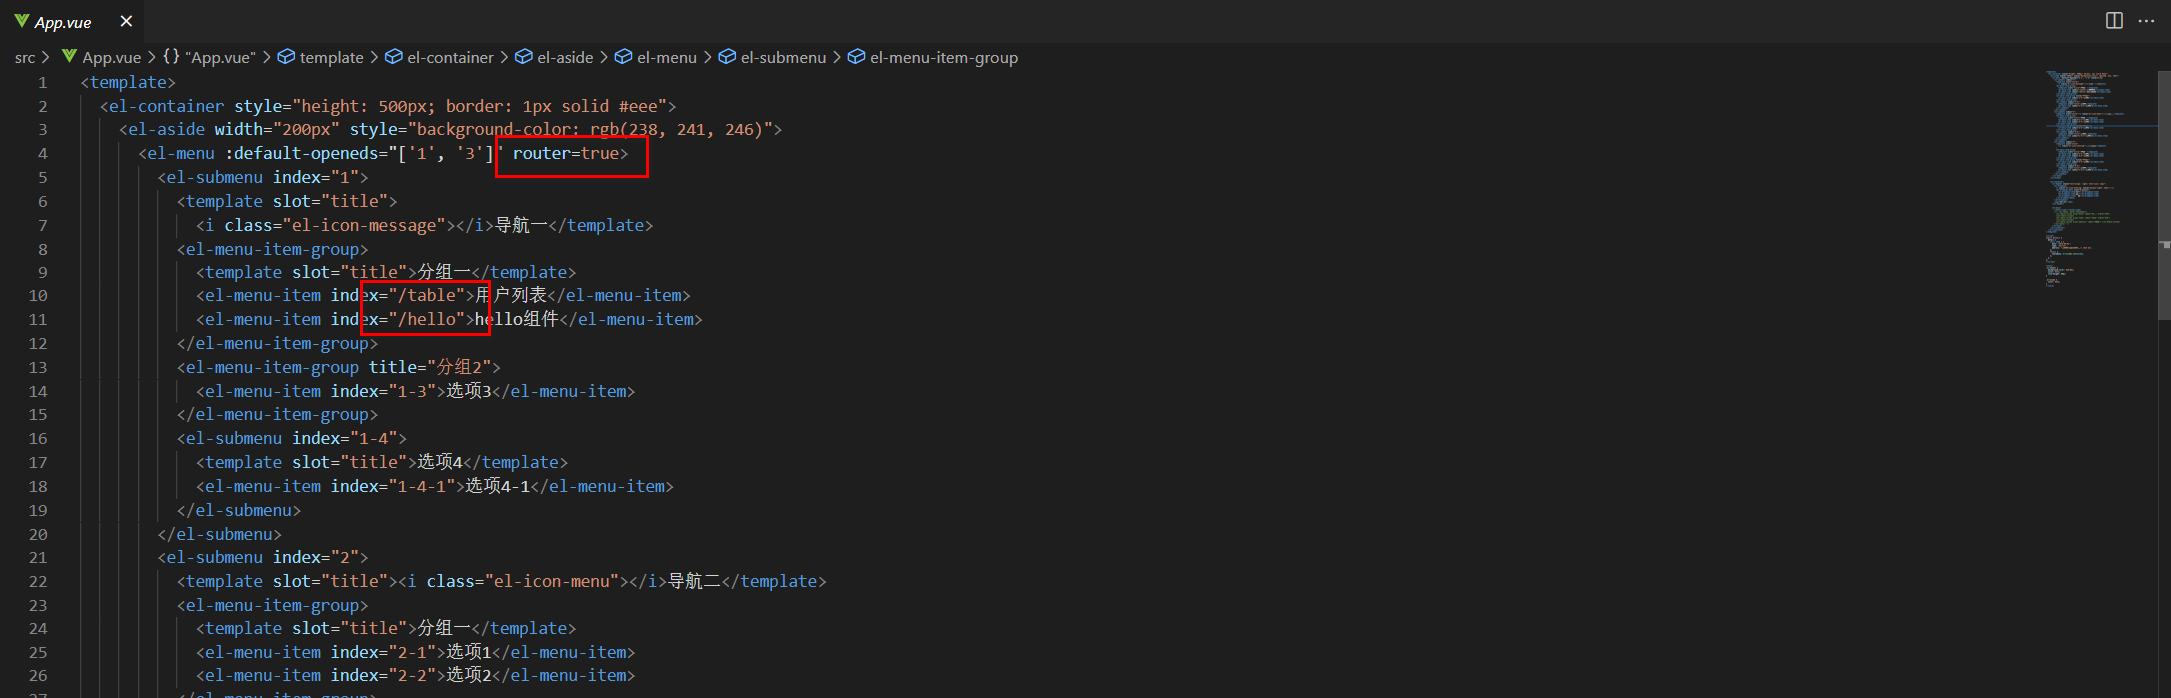 App.vue
src > App.vue > {} "App.vue" > template > el-container > el-aside > el-menu > el-submenu > el-menu-item-group
1 <template>
2 <el-container style="height: 500px; border: 1px solid #eee">
3 <el-aside width="200px" style="background-color: rgb(238, 241, 246)">
4 <el-menu :default-openeds="['1', '3']" router=true>
5 <el-submenu index="1">
6 <template slot="title">
7 <i class="el-icon-message"></i>导航一</template>
8 <el-menu-item-group>
9 <template slot="title">分组一</template>
10 <el-menu-item index="/table">用户列表</el-menu-item>
11 <el-menu-item index="/hello">hello组件</el-menu-item>
12 </el-menu-item-group>
13 <el-menu-item-group title="分组2">
14 <el-menu-item index="1-3">选项3</el-menu-item>
15 </el-menu-item-group>
16 <el-submenu index="1-4">
17 <template slot="title">选项4</template>
18 <el-menu-item index="1-4-1">选项4-1</el-menu-item>
19 </el-submenu>
20 </el-submenu>
21 <el-submenu index="2">
22 <template slot="title"><i class="el-icon-menu"></i>导航二</template>
23 <el-menu-item-group>
24 <template slot="title">分组一</template>
25 <el-menu-item index="2-1">选项1</el-menu-item>
26 <el-menu-item index="2-2">选项2</el-menu-item>
27 </el-menu-item-group>